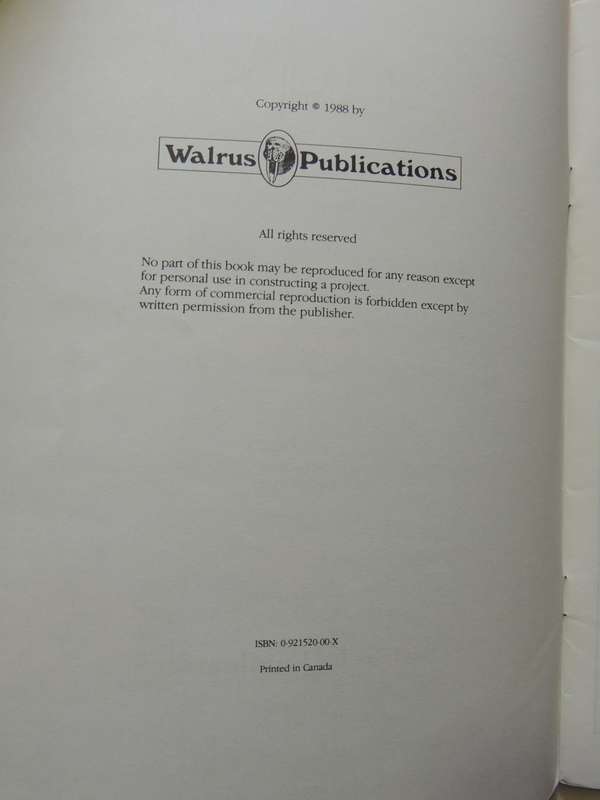 Copyright © 1988 by
Walrus Publications
All rights reserved
No part of this book may be reproduced for any reason except
for personal use in constructing a project.
Any form of commercial reproduction is forbidden except by
written permission from the publisher.
ISBN: 0-921520-00-X
Printed in Canada